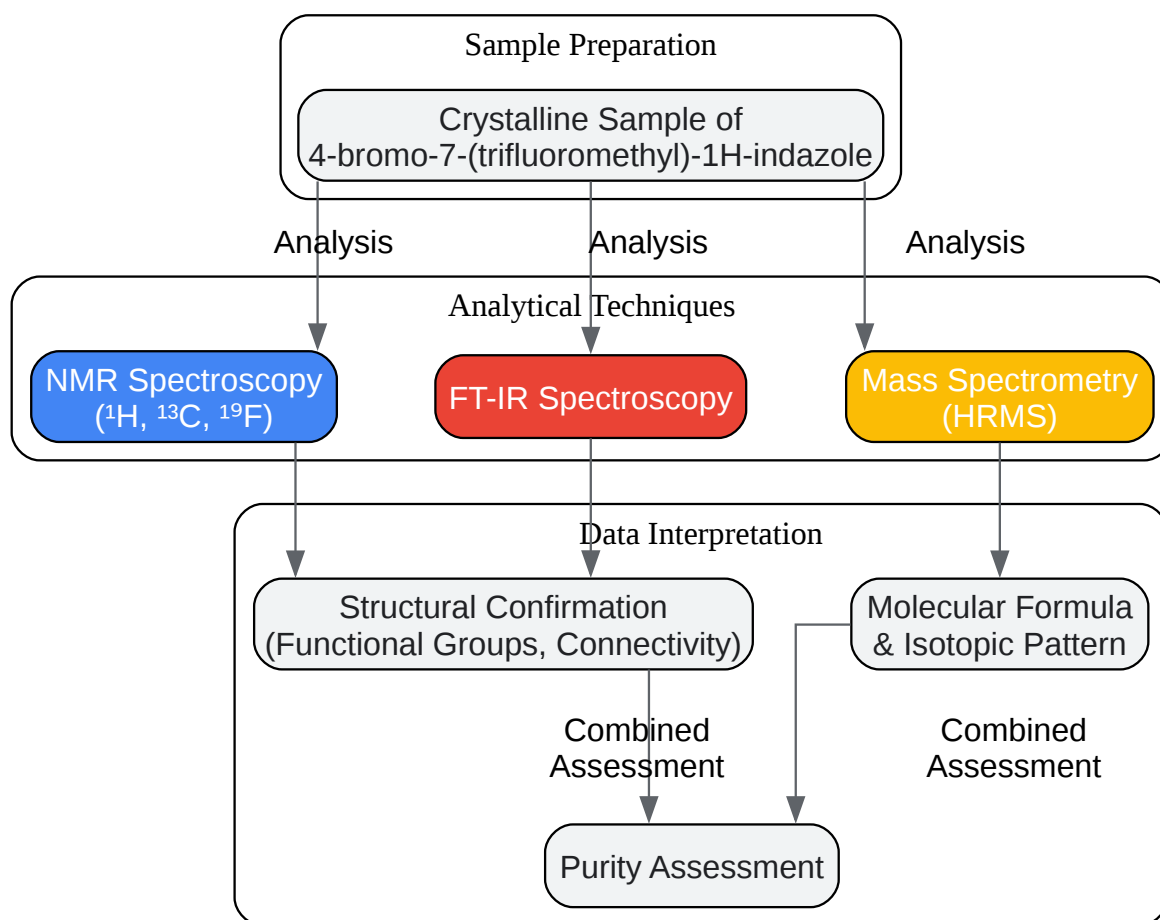 Sample Preparation
Crystalline Sample of
4-bromo-7-(trifluoromethyl)-1H-indazole
Analysis
Analysis
Analysis
Analytical Techniques
NMR Spectroscopy
(¹H, ¹³C, ¹⁹F)
FT-IR Spectroscopy
Mass Spectrometry
(HRMS)
Data Interpretation
Structural Confirmation
(Functional Groups, Connectivity)
Molecular Formula
& Isotopic Pattern
Combined
Assessment
Combined
Assessment
Purity Assessment